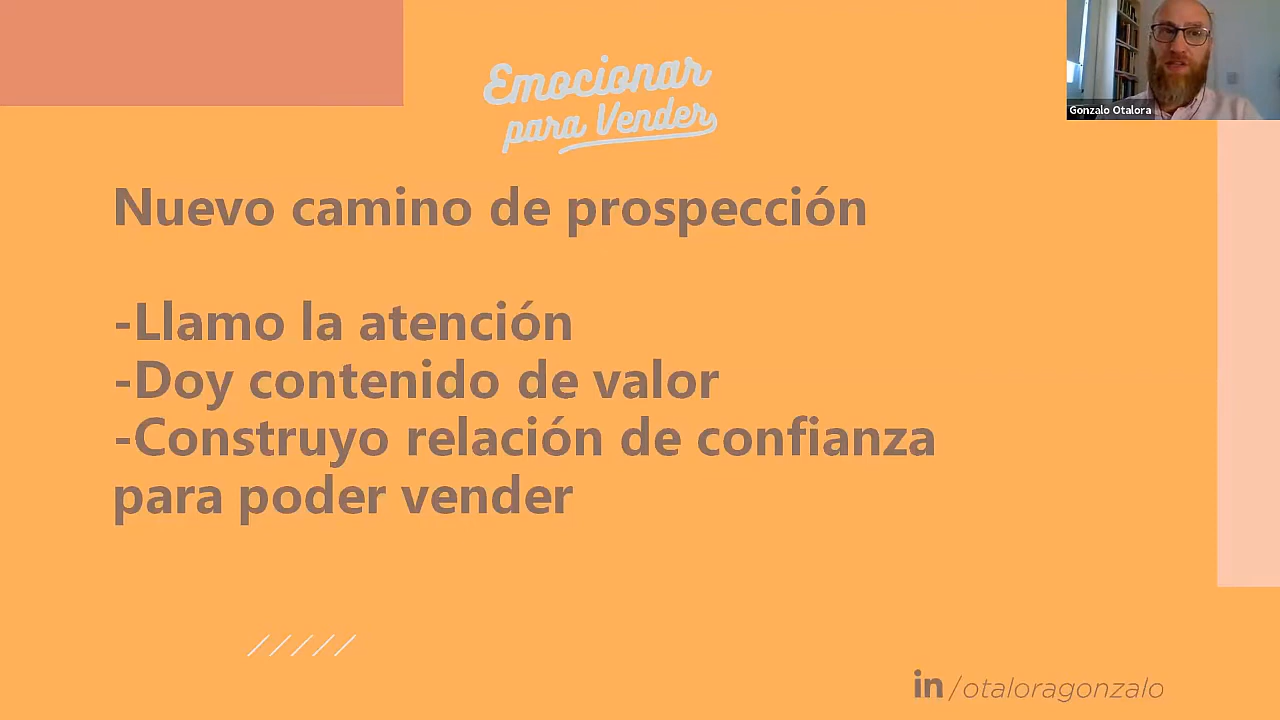 Emocionar
para Vender
Gonzalo Otalora
Nuevo camino de prospección
-Llamo la atención
-Doy contenido de valor
-Construyo relación de confianza
para poder vender
in/otaloragonzalo